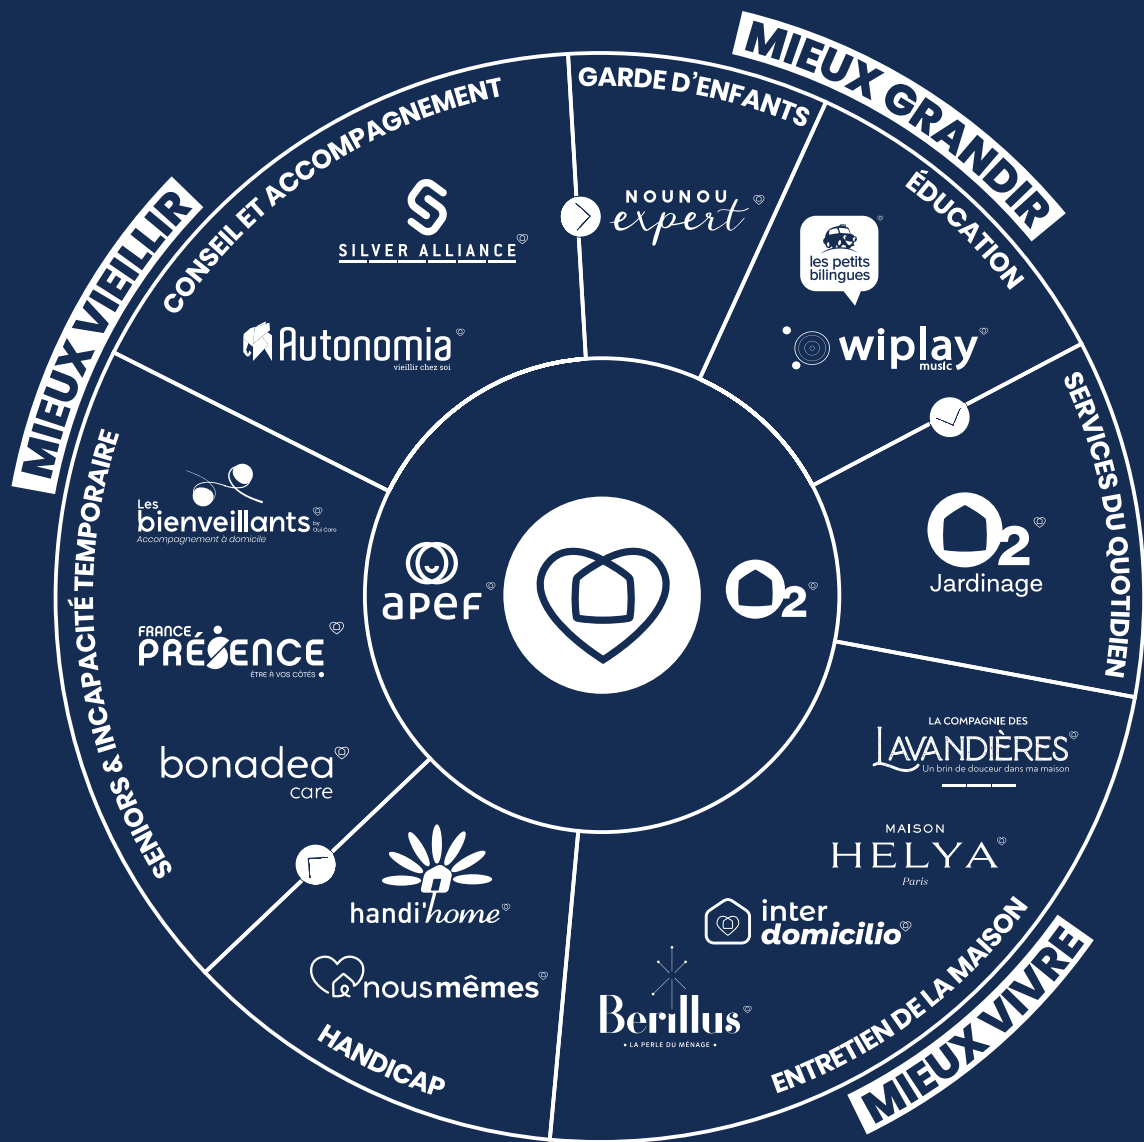 MIEUX GRANDIR
GARDE D'ENFANTS
NOUNOU
expert
ÉDUCATION
les petits
bilingues
wiplay
music
SERVICES DU QUOTIDIEN
O2
Jardinage
MIEUX VIVRE
ENTRETIEN DE LA MAISON
LA COMPAGNIE DES
LAVANDIÈRES
Un brin de douceur dans ma maison
MAISON
HELYA
Paris
inter
domicilio
Berillus
• LA PERLE DU MÉNAGE •
HANDICAP
handi'home
nousmêmes
MIEUX VIEILLIR
SENIORS & INCAPACITÉ TEMPORAIRE
Les
bienveillants
by
Oui Care
Accompagnement à domicile
FRANCE
PRÉSENCE
ÊTRE À VOS CÔTÉS
bonadea
care
CONSEIL ET ACCOMPAGNEMENT
SILVER ALLIANCE
Autonomia
vieillir chez soi
aPeF
O2